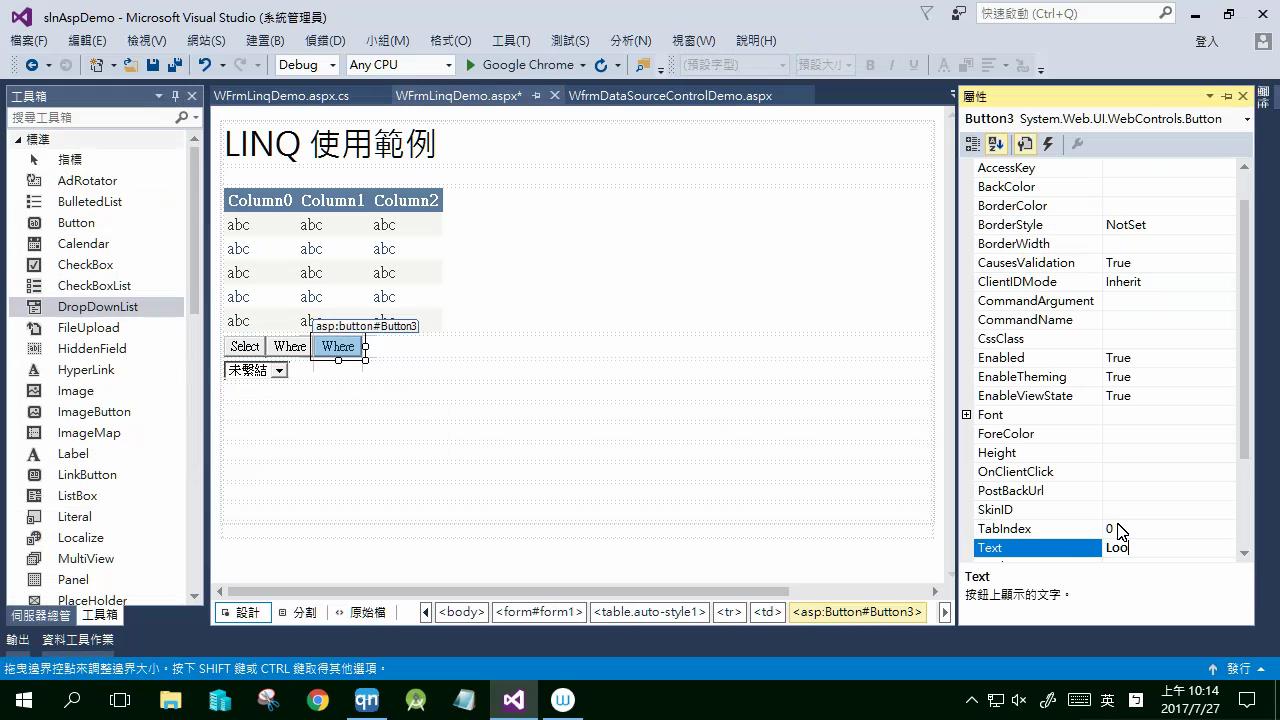 slnAspDemo - Microsoft Visual Studio (系統管理員)
快速啟動 (Ctrl+Q)
檔案(F) 編輯(E) 檢視(V) 網站(S) 建置(B) 偵錯(D) 小組(M) 格式(O) 工具(T) 測試(S) 分析(N) 視窗(W) 說明(H) 登入
Debug Any CPU Google Chrome (預設字型) 預設大小 B I U A
工具箱
搜尋工具箱
標準
指標
AdRotator
BulletedList
Button
Calendar
CheckBox
CheckBoxList
DropDownList
FileUpload
HiddenField
HyperLink
Image
ImageButton
ImageMap
Label
LinkButton
ListBox
Literal
Localize
MultiView
Panel
PlaceHolder
伺服器總管 工具箱
WFrmLinqDemo.aspx.cs WFrmLinqDemo.aspx* WfrmDataSourceControlDemo.aspx
LINQ 使用範例
Column0 Column1 Column2
abc abc abc
abc abc abc
abc abc abc
abc abc abc
abc abc abc
asp:button#Button3
Select Where Where
未繫結
設計 分割 原始檔 <body> <form#form1> <table.auto-style1> <tr> <td> <asp:Button#Button3>
屬性
Button3 System.Web.UI.WebControls.Button
AccessKey
BackColor
BorderColor
BorderStyle NotSet
BorderWidth
CausesValidation True
ClientIDMode Inherit
CommandArgument
CommandName
CssClass
Enabled True
EnableTheming True
EnableViewState True
Font
ForeColor
Height
OnClientClick
PostBackUrl
SkinID
TabIndex 0
Text Loo
Text
按鈕上顯示的文字。
輸出 資料工具作業
拖曳邊界控點來調整邊界大小。按下 SHIFT 鍵或 CTRL 鍵取得其他選項。 發行
英
上午 10:14
2017/7/27